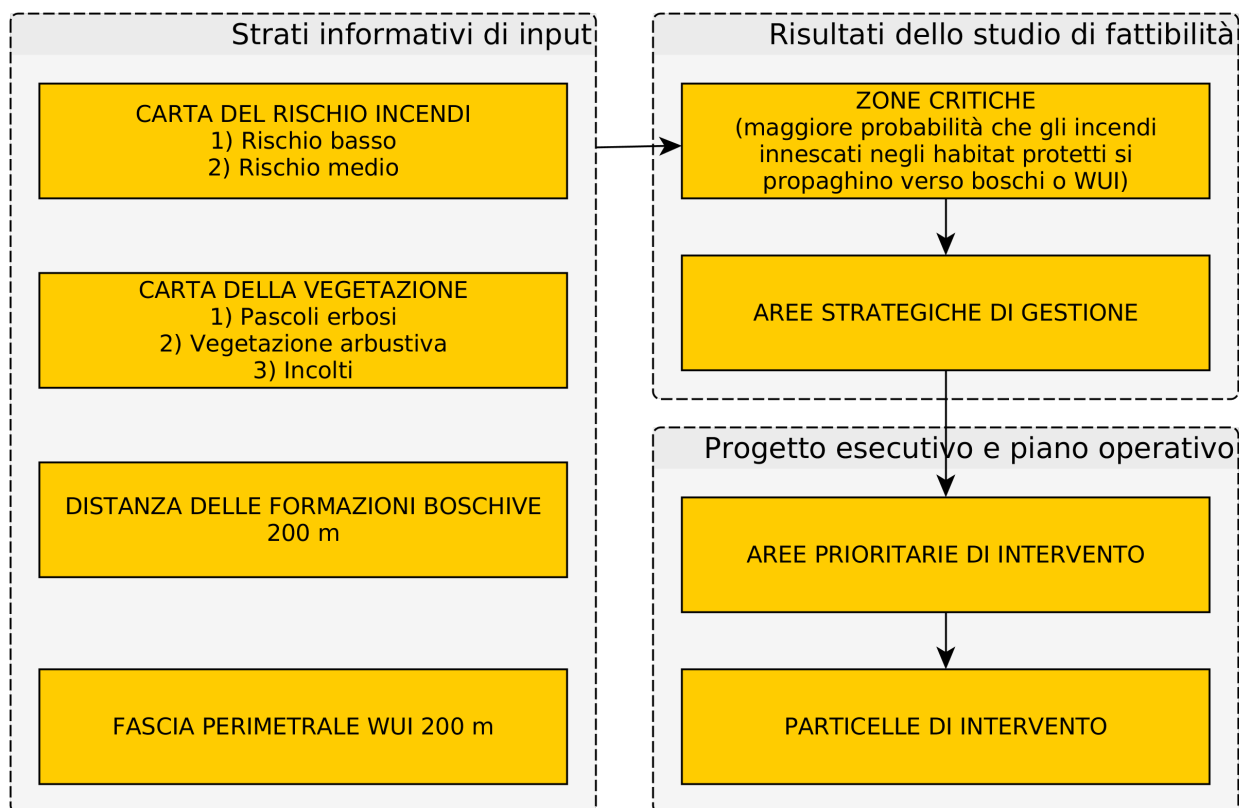 Strati informativi di input
CARTA DEL RISCHIO INCENDI
1) Rischio basso
2) Rischio medio
CARTA DELLA VEGETAZIONE
1) Pascoli erbosi
2) Vegetazione arbustiva
3) Incolti
DISTANZA DELLE FORMAZIONI BOSCHIVE
200 m
FASCIA PERIMETRALE WUI 200 m
Risultati dello studio di fattibilità
ZONE CRITICHE
(maggiore probabilità che gli incendi
innescati negli habitat protetti si
propaghino verso boschi o WUI)
AREE STRATEGICHE DI GESTIONE
Progetto esecutivo e piano operativo
AREE PRIORITARIE DI INTERVENTO
PARTICELLE DI INTERVENTO